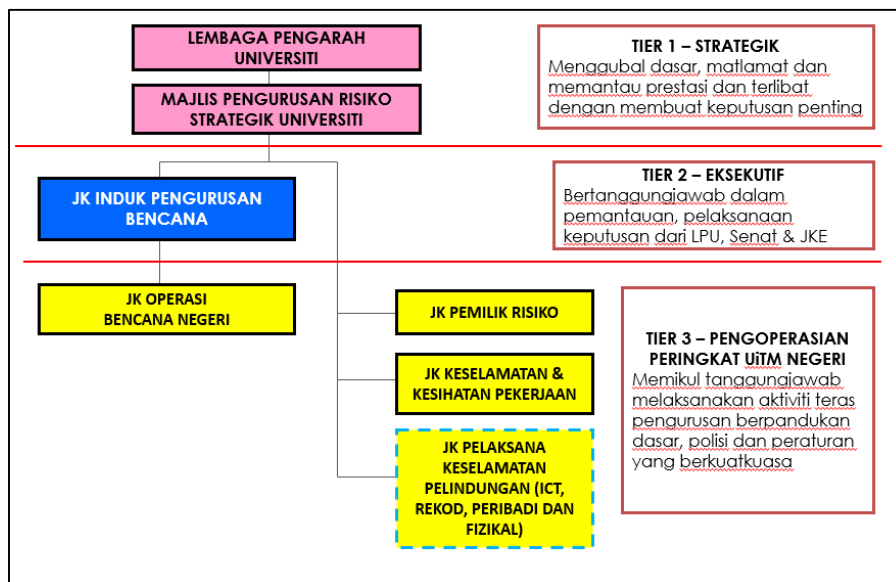 LEMBAGA PENGARAH
UNIVERSITI
MAJLIS PENGURUSAN RISIKO
STRATEGIK UNIVERSITI
TIER 1 – STRATEGIK
Menggubal dasar, matlamat dan
memantau prestasi dan terlibat
dengan membuat keputusan penting
JK INDUK PENGURUSAN
BENCANA
TIER 2 – EKSEKUTIF
Bertanggungjawab dalam
pemantauan, pelaksanaan
keputusan dari LPU, Senat & JKE
JK OPERASI
BENCANA NEGERI
JK PEMILIK RISIKO
JK KESELAMATAN &
KESIHATAN PEKERJAAN
JK PELAKSANA
KESELAMATAN
PELINDUNGAN (ICT,
REKOD, PERIBADI DAN
FIZIKAL)
TIER 3 – PENGOPERASIAN
PERINGKAT UiTM NEGERI
Memikul tanggungjawab
melaksanakan aktiviti teras
pengurusan berpandukan
dasar, polisi dan peraturan
yang berkuatkuasa